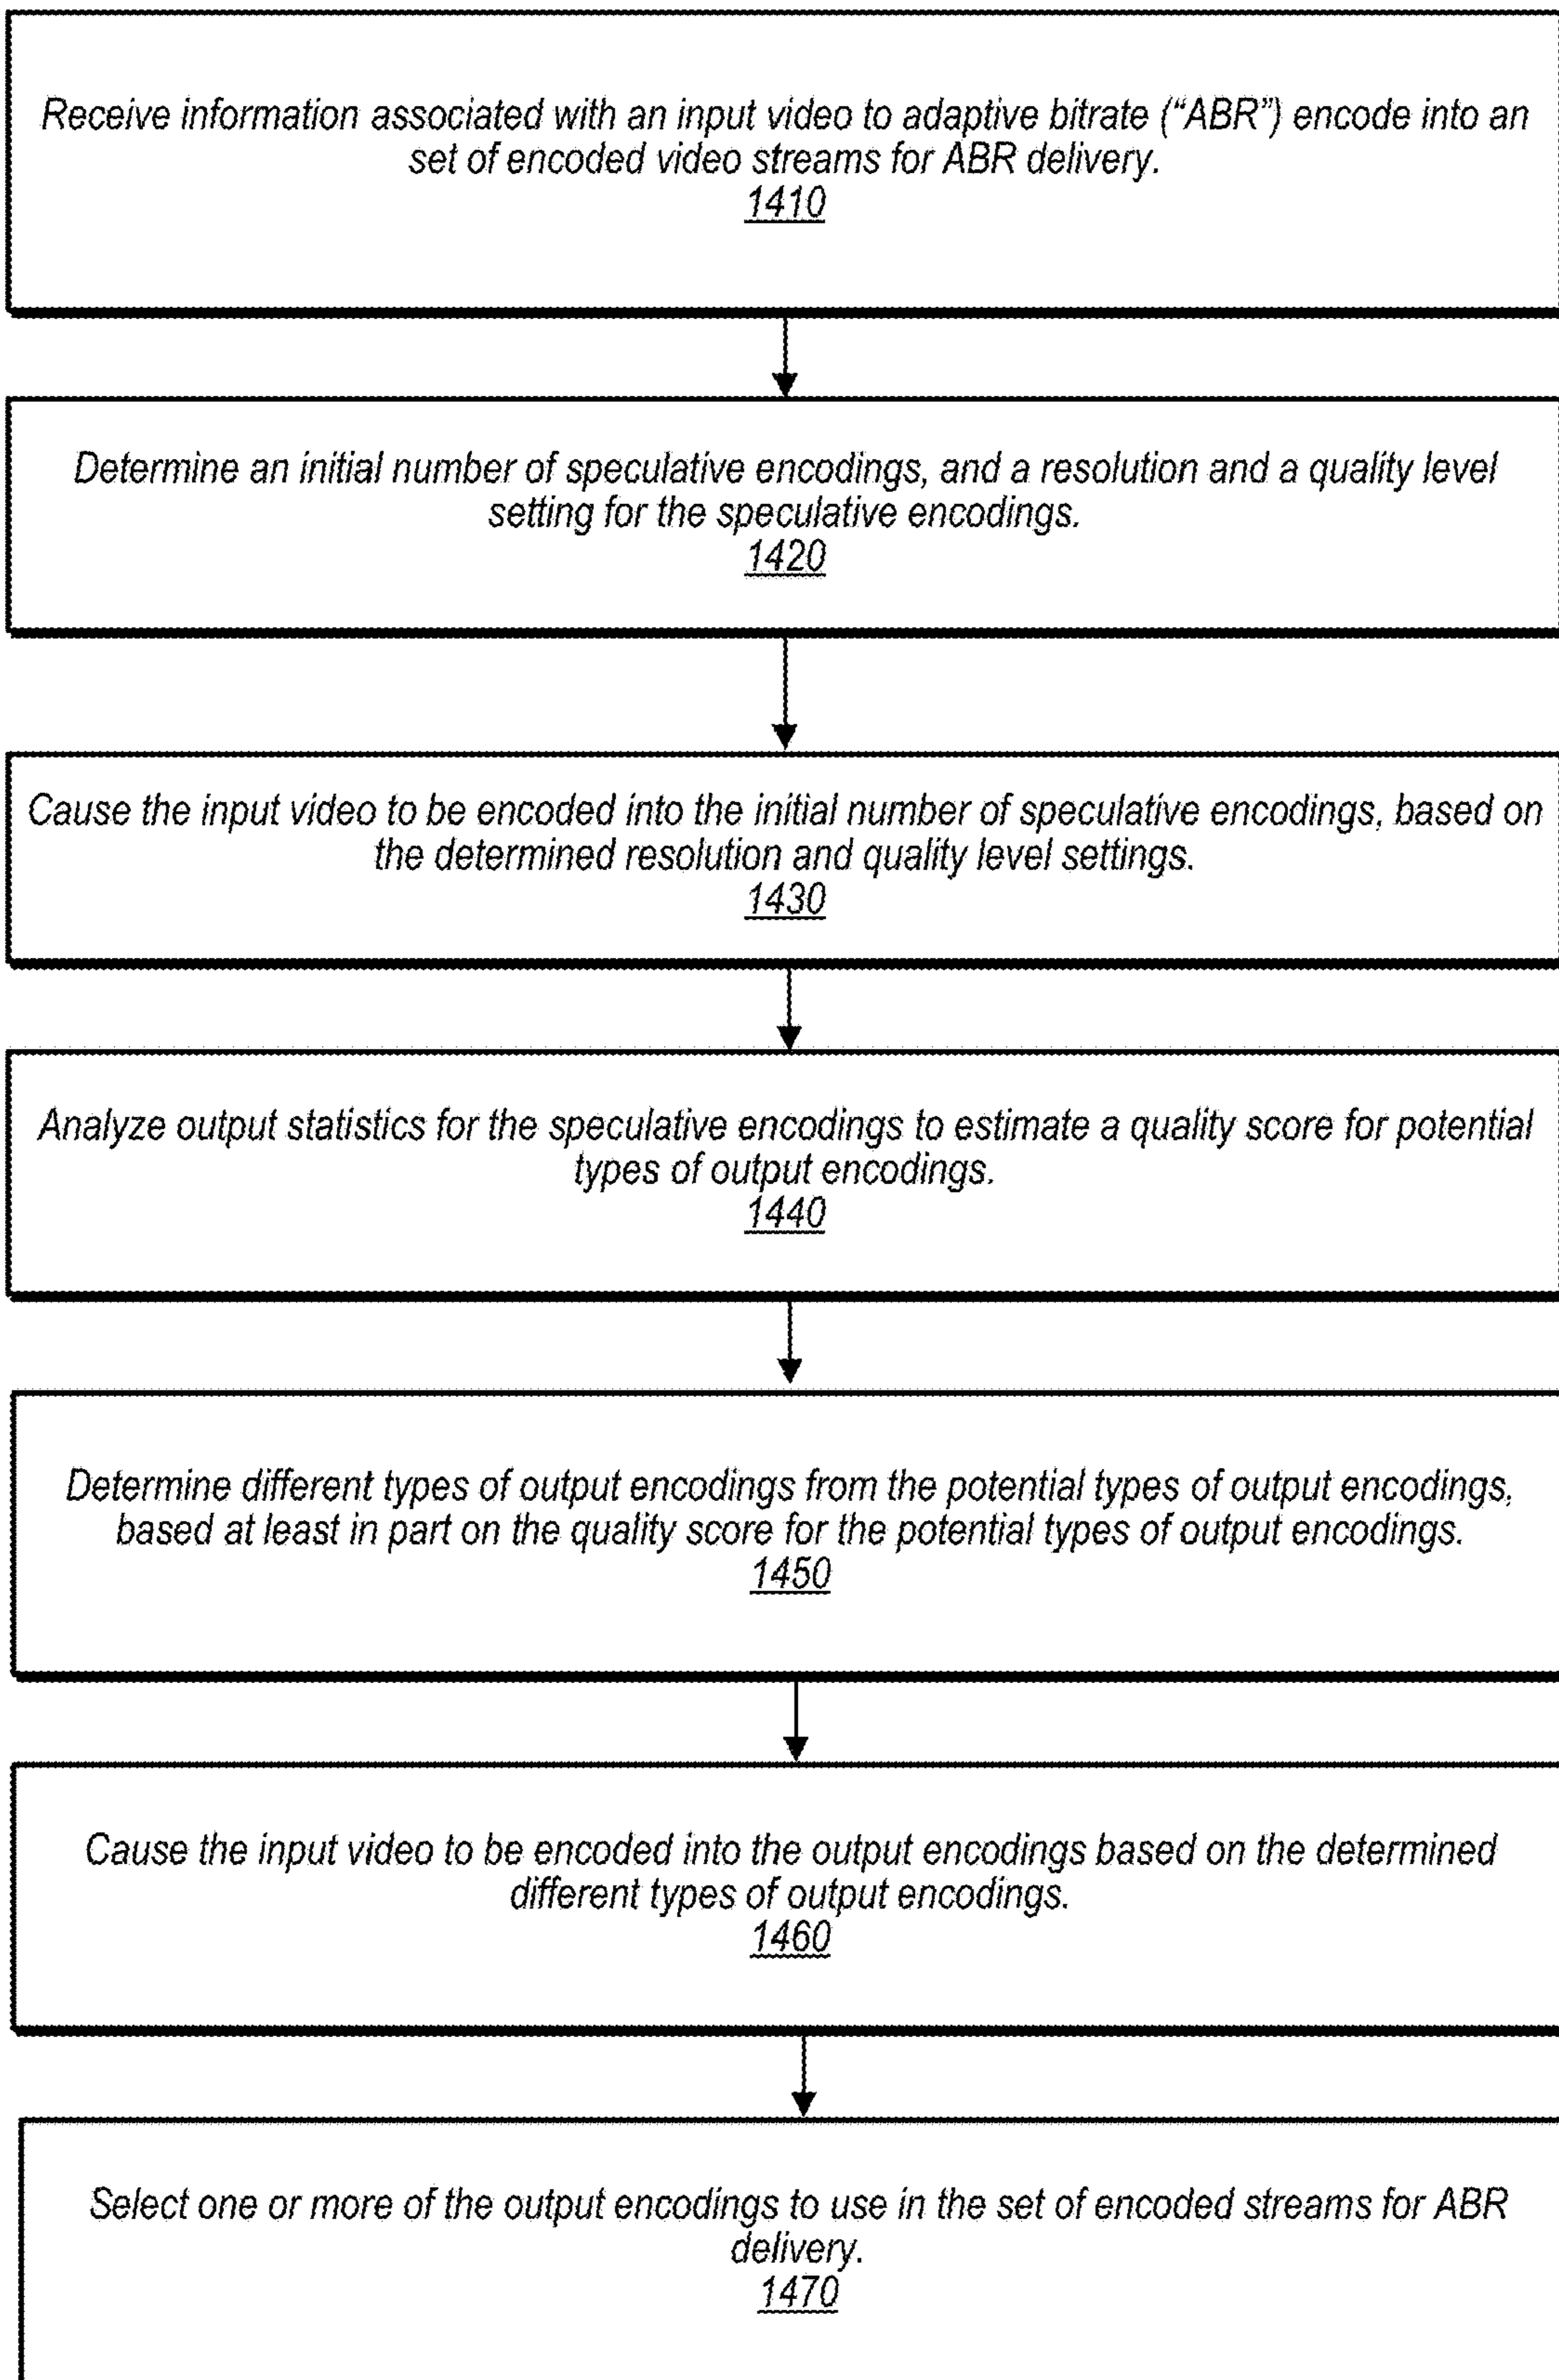 Receive information associated with an input video to adaptive bitrate (“ABR”) encode into an
set of encoded video streams for ABR delivery.
1410
Determine an initial number of speculative encodings, and a resolution and a quality level
setting for the speculative encodings.
1420
Cause the input video to be encoded into the initial number of speculative encodings, based on
the determined resolution and quality level settings.
1430
Analyze output statistics for the speculative encodings to estimate a quality score for potential
types of output encodings.
1440
Determine different types of output encodings from the potential types of output encodings,
based at least in part on the quality score for the potential types of output encodings.
1450
Cause the input video to be encoded into the output encodings based on the determined
different types of output encodings.
1460
Select one or more of the output encodings to use in the set of encoded streams for ABR
delivery.
1470